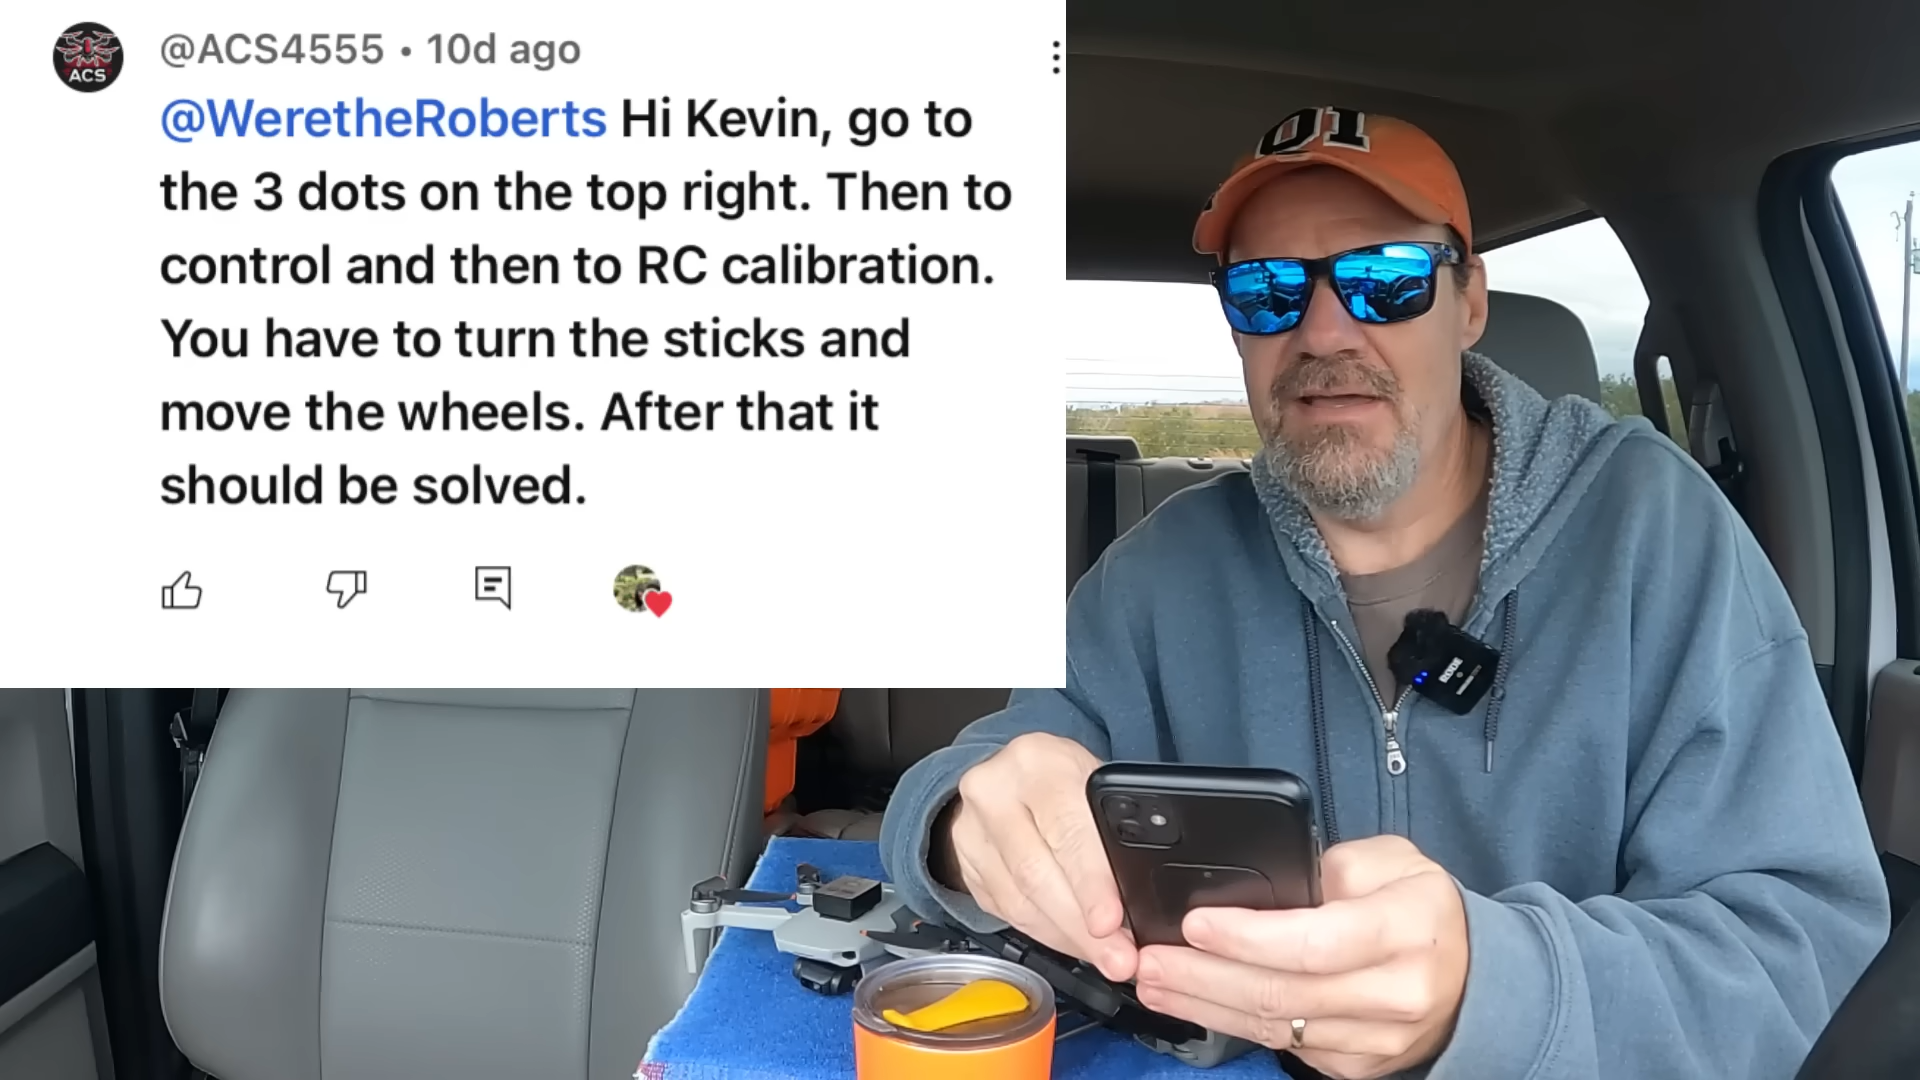 @ACS4555 • 10d ago
ACS
@WeretheRoberts Hi Kevin, go to
the 3 dots on the top right. Then to
control and then to RC calibration.
You have to turn the sticks and
move the wheels. After that it
should be solved.
01
RODE